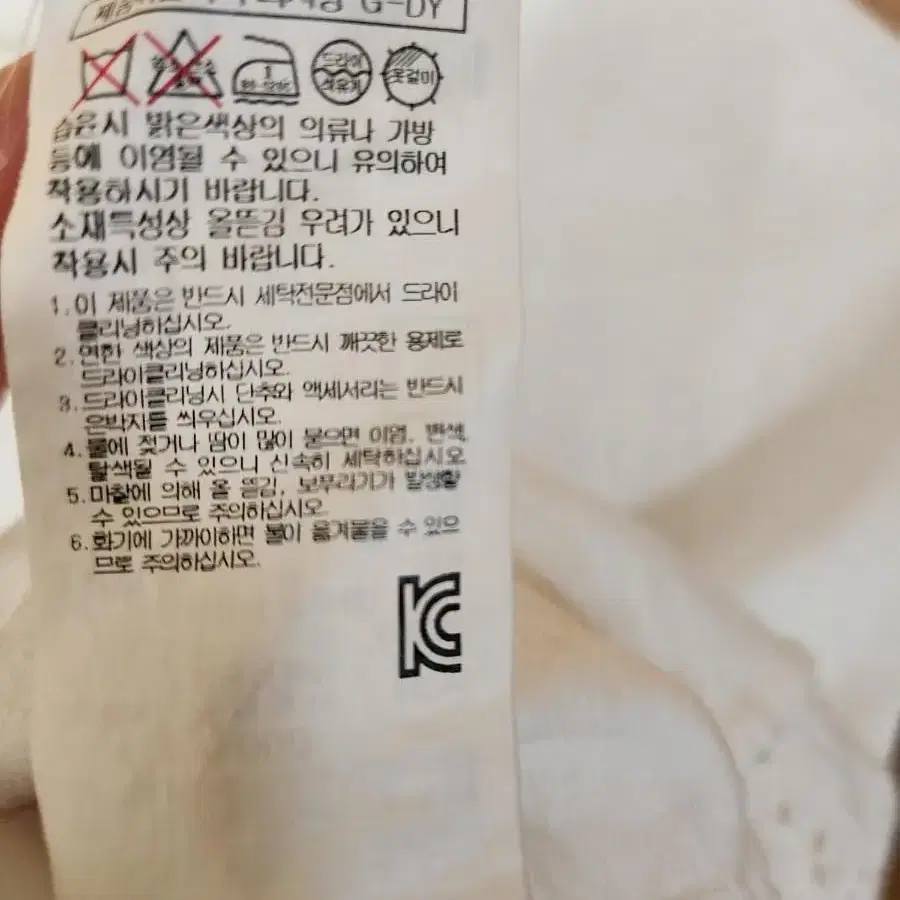 G-DY
드라이
석유계
옷걸이
습윤시 밝은색상의 의류나 가방
등에 이염될 수 있으니 유의하여
착용하시기 바랍니다.
소재특성상 올뜯김 우려가 있으니
착용시 주의 바랍니다.
1. 이 제품은 반드시 세탁전문점에서 드라이
클리닝하십시오.
2. 연한 색상의 제품은 반드시 깨끗한 용제로
드라이클리닝하십시오.
3. 드라이클리닝시 단추와 액세서리는 반드시
은박지를 씌우십시오.
4. 물에 젖거나 땀이 많이 묻으면 이염, 변색,
탈색될 수 있으니 신속히 세탁하십시오
5. 마찰에 의해 올 뜯김, 보푸라기가 발생할
수 있으므로 주의하십시오.
6. 화기에 가까이하면 불이 옮겨붙을 수 있으
므로 주의하십시오.
KC